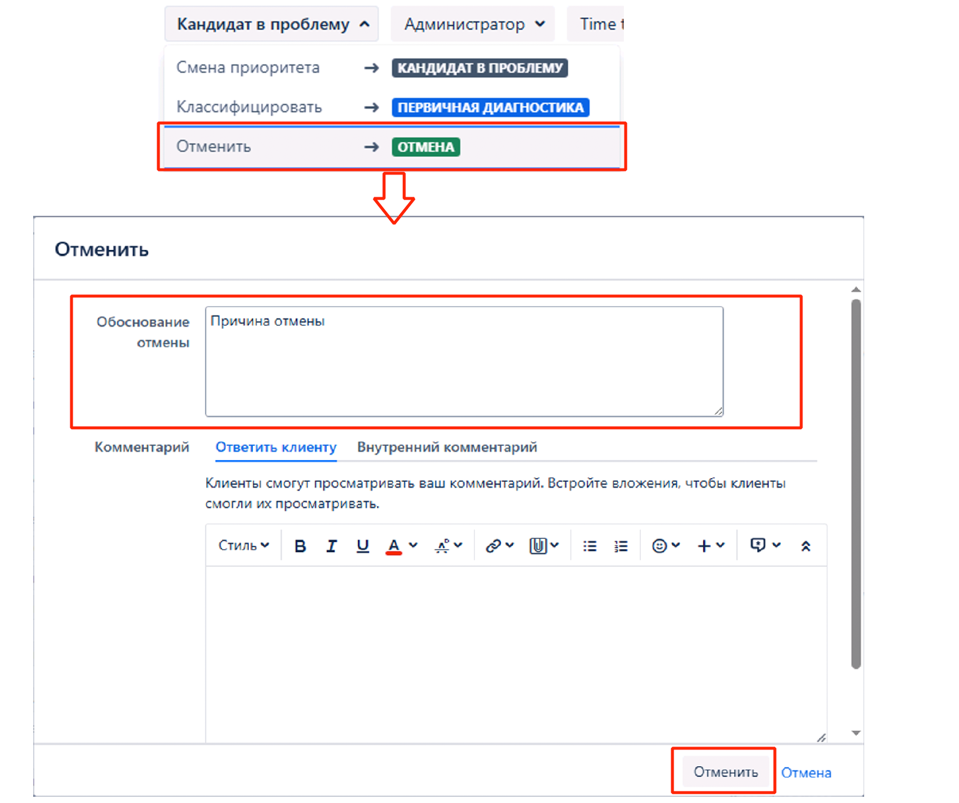 Кандидат в проблему Администратор Time t
Смена приоритета → КАНДИДАТ В ПРОБЛЕМУ
Классифицировать → ПЕРВИЧНАЯ ДИАГНОСТИКА
Отменить → ОТМЕНА
Отменить
Обоснование отмены
Причина отмены
Комментарий Ответить клиенту Внутренний комментарий
Клиенты смогут просматривать ваш комментарий. Встройте вложения, чтобы клиенты
смогли их просматривать.
Стиль B I U A
Отменить Отмена